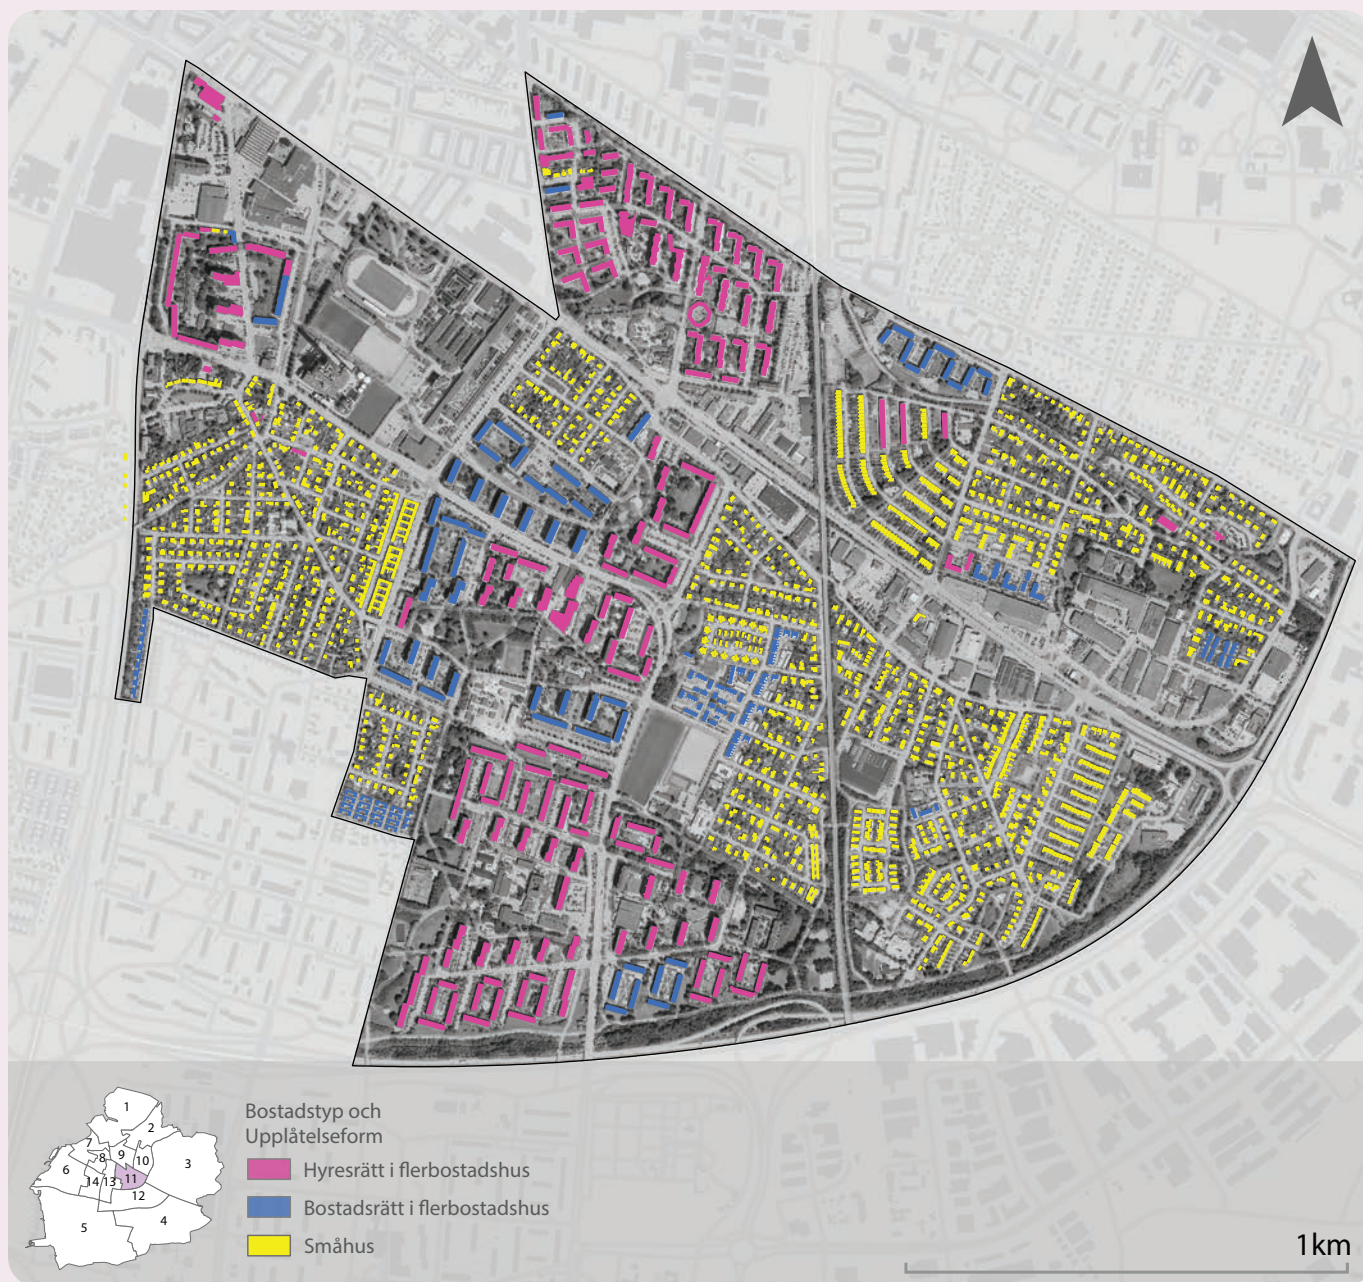 1
2
7
9
8
10
3
6
11
14
13
12
5
4
Bostadstyp och
Upplåtelseform
Hyresrätt i flerbostadshus
Bostadsrätt i flerbostadshus
Småhus
1km